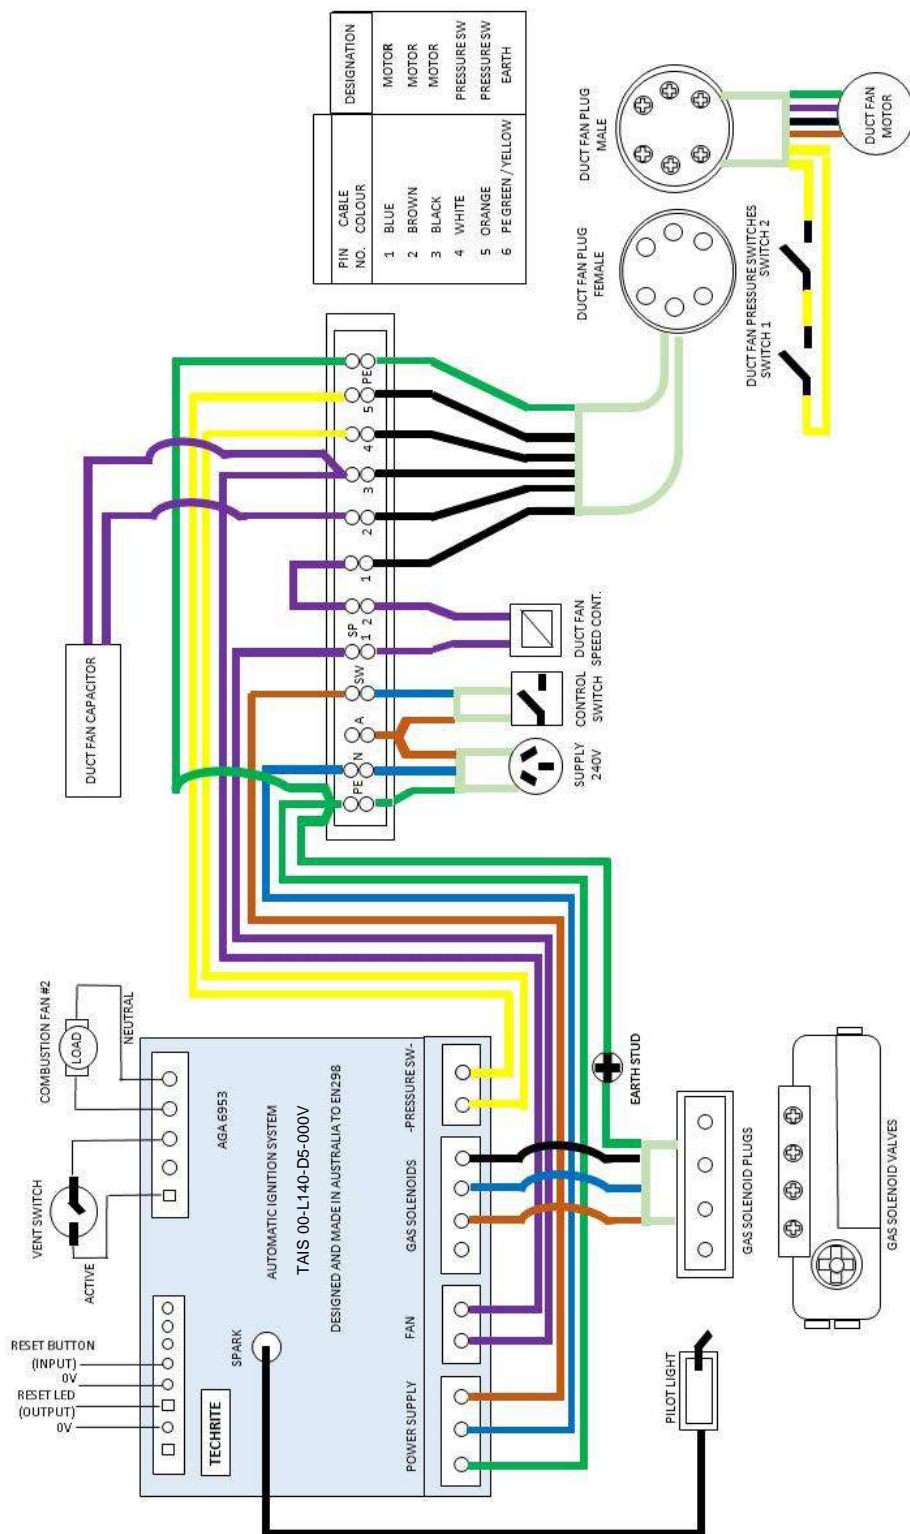 DUCT FAN CAPACITOR
PIN NO.
CABLE COLOUR
DESIGNATION
1 BLUE MOTOR
2 BROWN MOTOR
3 BLACK MOTOR
4 WHITE PRESSURE SW
5 ORANGE PRESSURE SW
6 PE GREEN / YELLOW EARTH
PE N A SW SP 1 2 1 2 3 4 5 PE
SUPPLY
240V
CONTROL
SWITCH
DUCT FAN
SPEED CONT.
DUCT FAN PLUG
FEMALE
DUCT FAN PLUG
MALE
DUCT FAN PRESSURE SWITCHES
SWITCH 1
SWITCH 2
DUCT FAN
MOTOR
RESET BUTTON
(INPUT)
0V
RESET LED
(OUTPUT)
0V
VENT SWITCH
ACTIVE
COMBUSTION FAN #2
LOAD
NEUTRAL
TECHRITE
SPARK
AGA 6953
AUTOMATIC IGNITION SYSTEM
TAIS 00-L140-D5-000V
DESIGNED AND MADE IN AUSTRALIA TO EN298
POWER SUPPLY
FAN
GAS SOLENOIDS
-PRESSURE SW-
EARTH STUD
PILOT LIGHT
GAS SOLENOID PLUGS
GAS SOLENOID VALVES